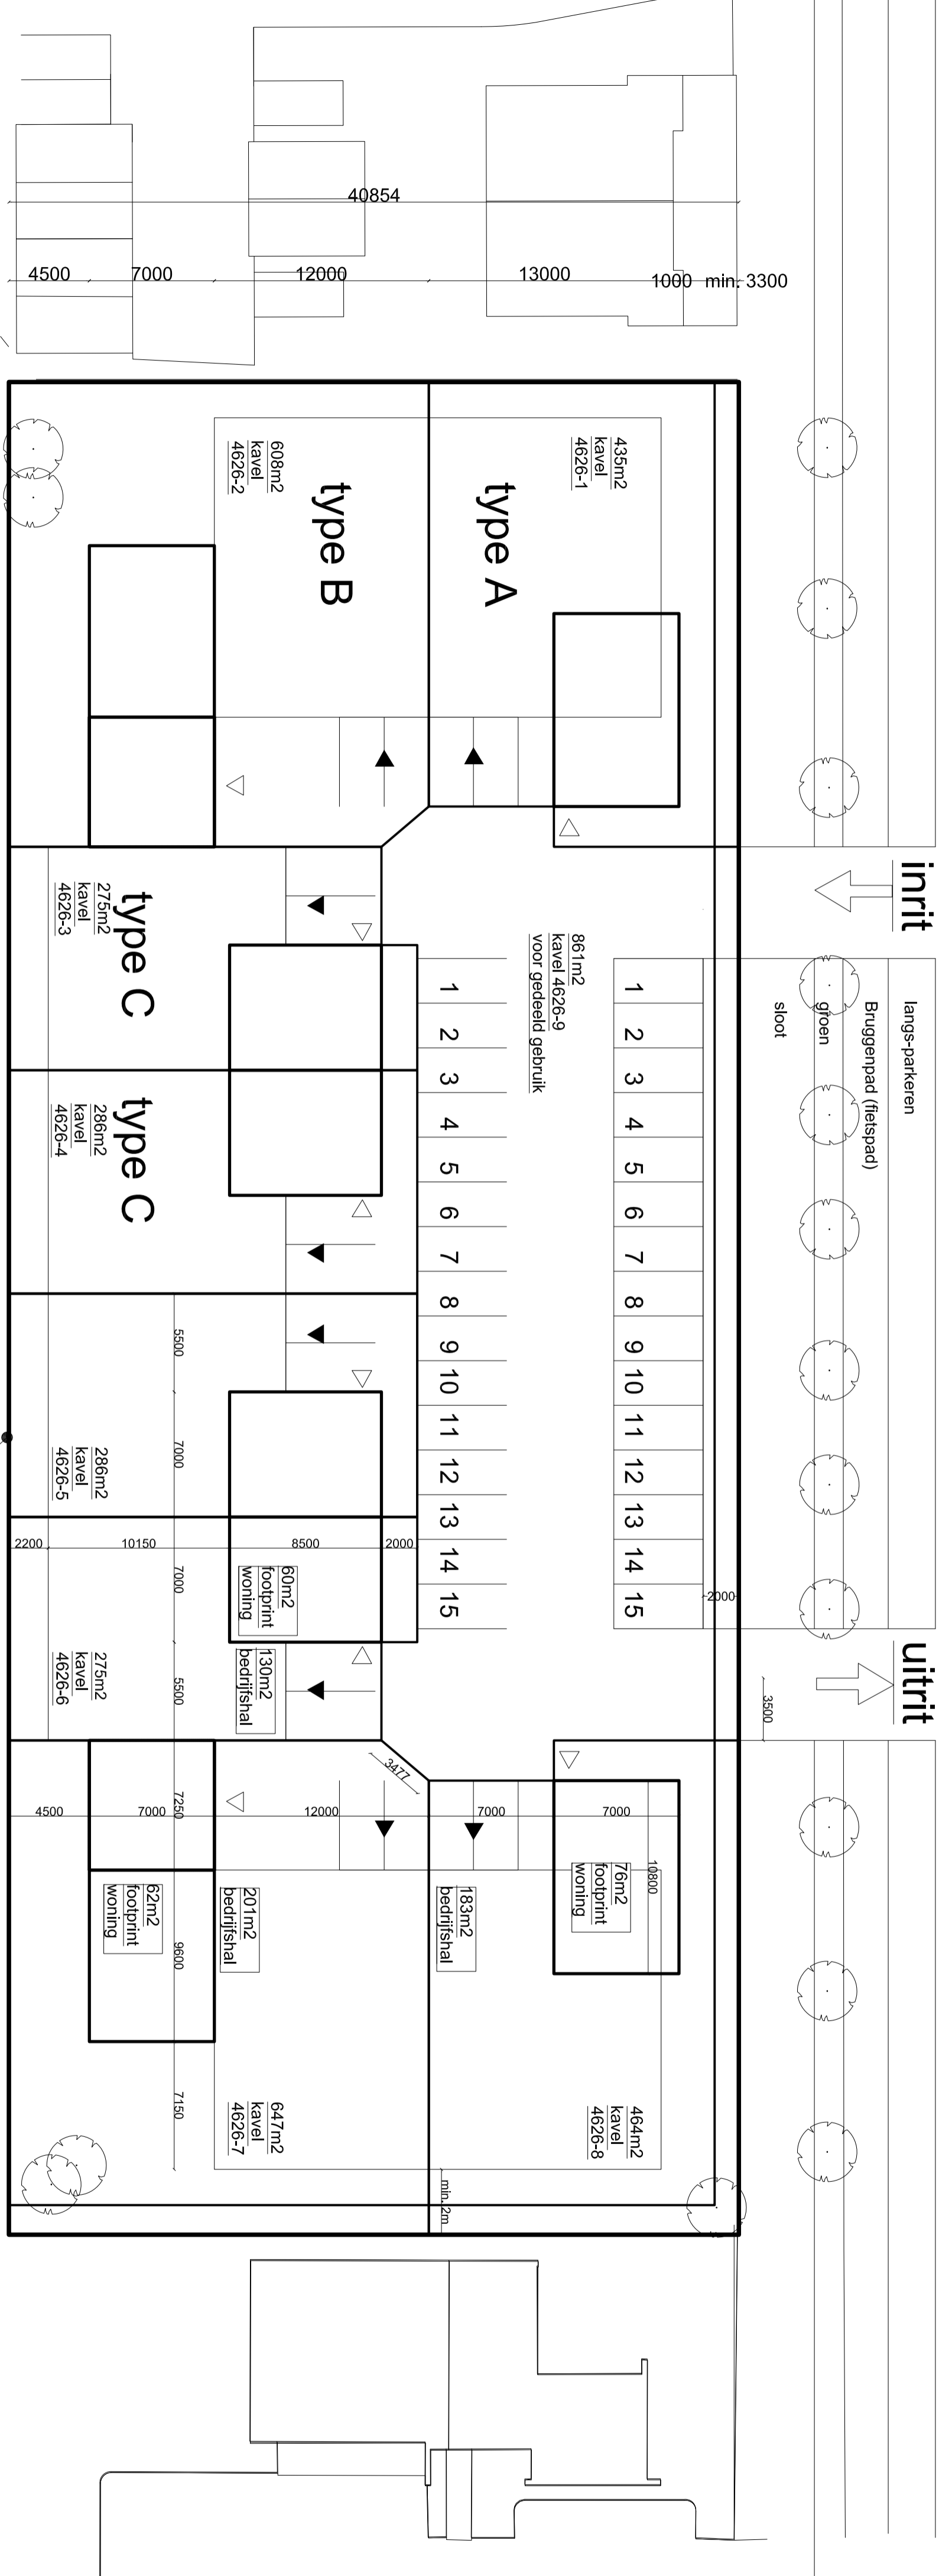 40854
4500
7000
12000
13000
1000
min. 3300
435m2
kavel
4626-1
608m2
kavel
4626-2
type A
type B
inrit
langs-parkeren
Bruggenpad (fietspad)
groen
sloot
861m2
kavel 4626-9
voor gedeeld gebruik
275m2
kavel
4626-3
type C
286m2
kavel
4626-4
type C
1
2
3
4
5
6
7
8
9
10
11
12
13
14
15
1
2
3
4
5
6
7
8
9
10
11
12
13
14
15
5500
7000
286m2
kavel
4626-5
2200
10150
8500
2000
7000
60m2
footprint
woning
2000
130m2
bedrijfshal
275m2
kavel
4626-6
5500
uitrit
3500
3477
4500
7000
7250
12000
7000
7000
10800
76m2
footprint
woning
183m2
bedrijfshal
201m2
bedrijfshal
62m2
footprint
woning
9600
7150
647m2
kavel
4626-7
464m2
kavel
4626-8
min. 2m